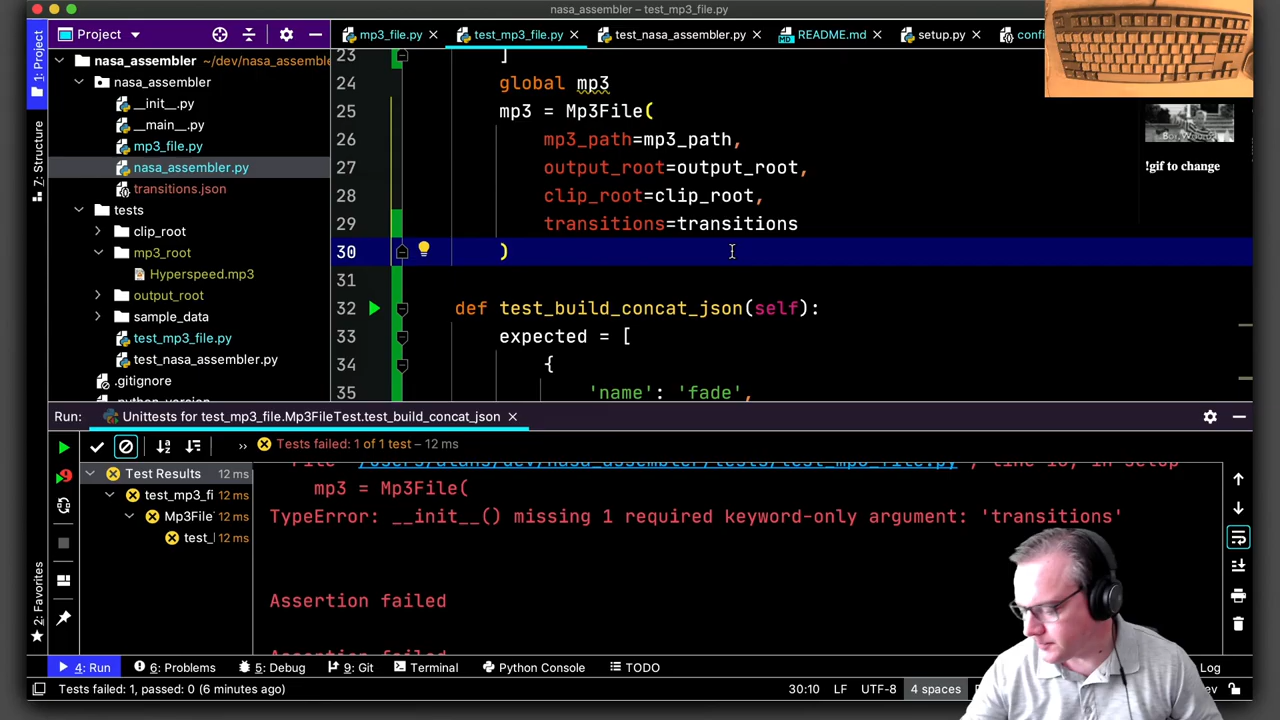 nasa_assembler – test_mp3_file.py
Project
mp3_file.py
test_mp3_file.py
test_nasa_assembler.py
README.md
setup.py
nasa_assembler
nasa_assembler
__init__.py
__main__.py
mp3_file.py
nasa_assembler.py
transitions.json
tests
clip_root
mp3_root
Hyperspeed.mp3
output_root
sample_data
test_mp3_file.py
test_nasa_assembler.py
.gitignore
1: Project
7: Structure
2: Favorites
23 ]
24 global mp3
25 mp3 = Mp3File(
26 mp3_path=mp3_path,
27 output_root=output_root,
28 clip_root=clip_root,
29 transitions=transitions
30 )
31
32 def test_build_concat_json(self):
33 expected = [
34 {
35 'name': 'fade',
!gif to change
Run: Unittests for test_mp3_file.Mp3FileTest.test_build_concat_json
Tests failed: 1 of 1 test – 12 ms
Test Results 12 ms
test_mp3_fi 12 ms
Mp3File 12 ms
test_l 12 ms
mp3 = Mp3File(
TypeError: __init__() missing 1 required keyword-only argument: 'transitions'
Assertion failed
Assertion failed
4: Run 6: Problems 5: Debug 9: Git Terminal Python Console TODO Log
Tests failed: 1, passed: 0 (6 minutes ago) 30:10 LF UTF-8 4 spaces